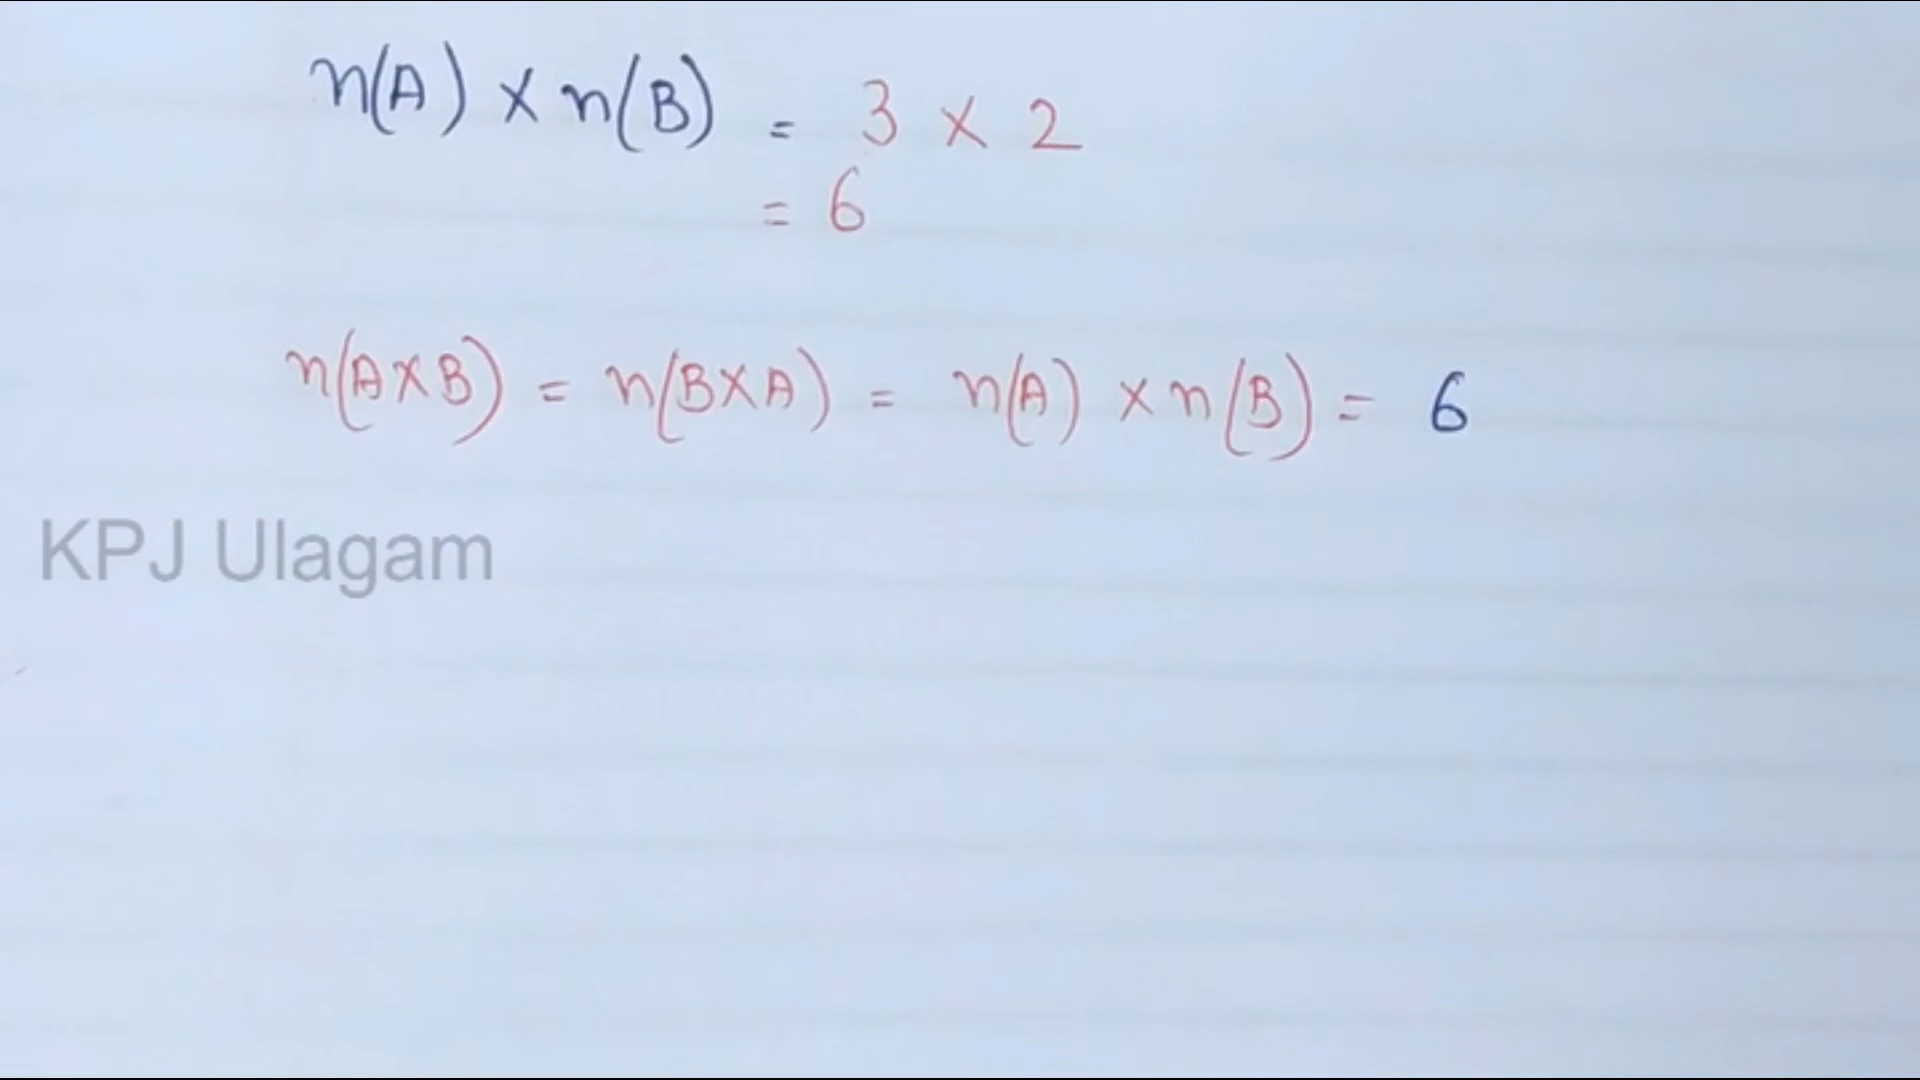 n(A) × n(B) = 3 × 2
= 6
n(A×B) = n(B×A) = n(A) × n(B) = 6
KPJ Ulagam